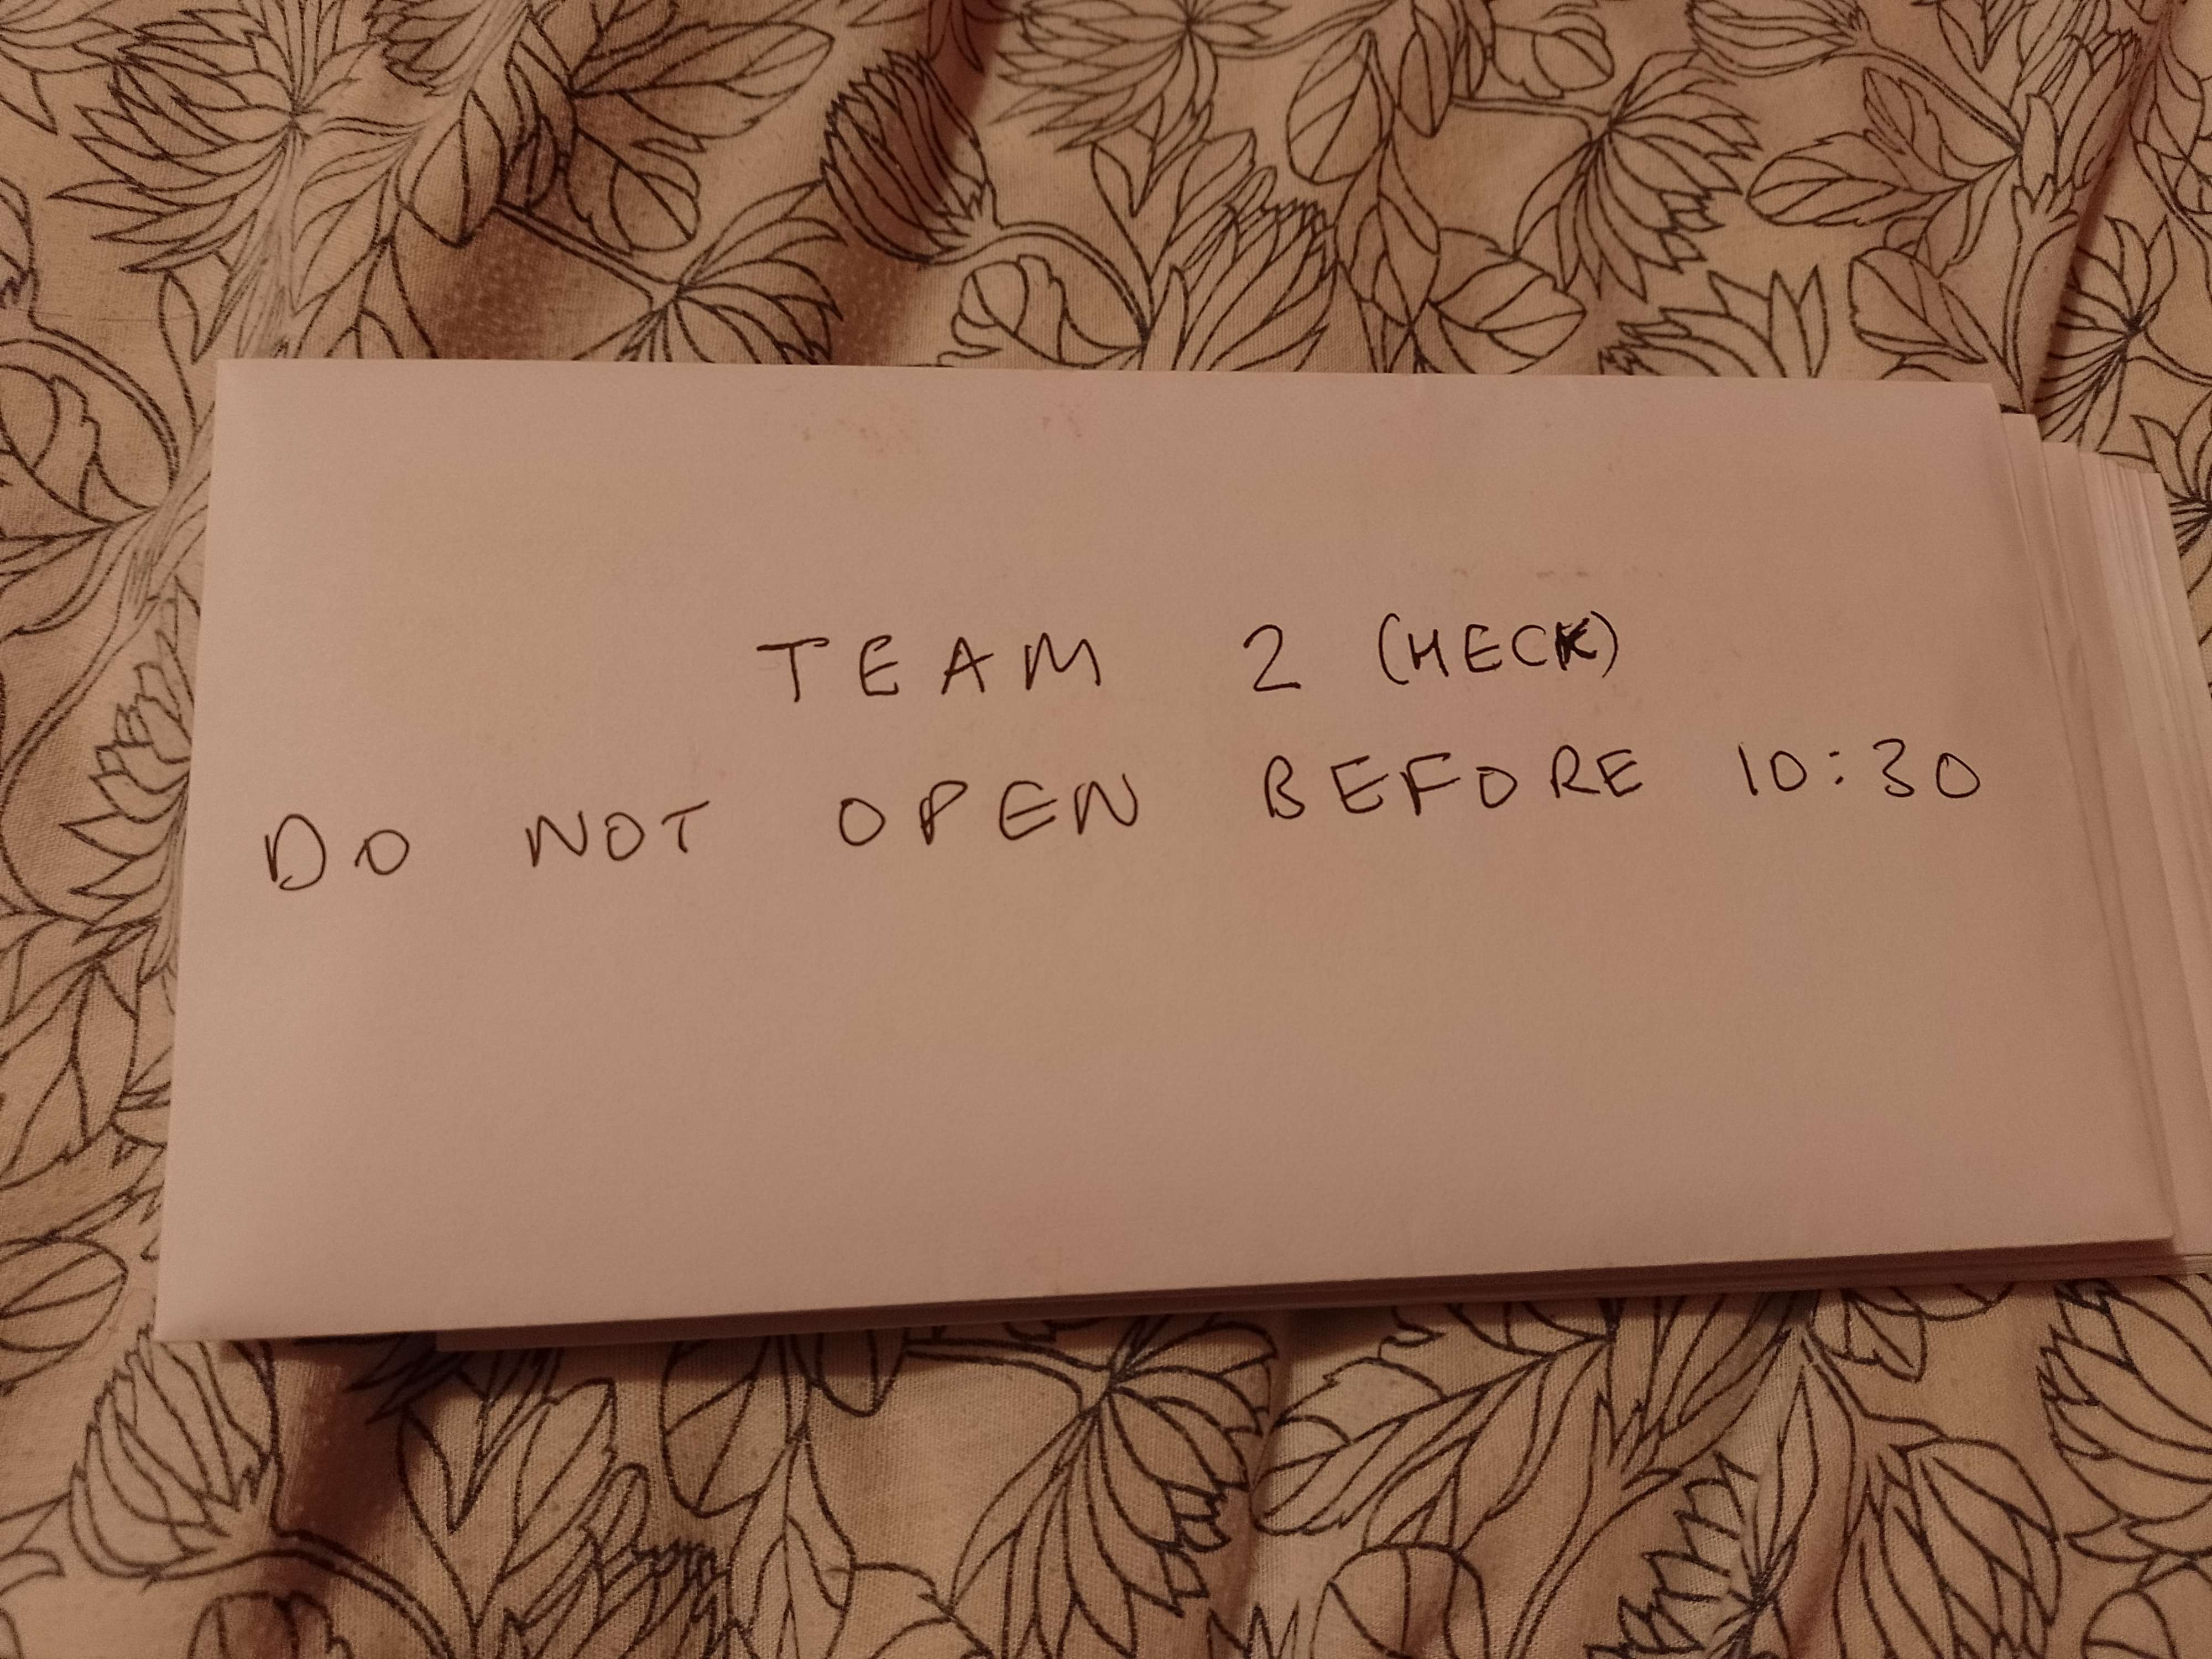 TEAM 2 (HECK)
DO NOT OPEN BEFORE 10:30